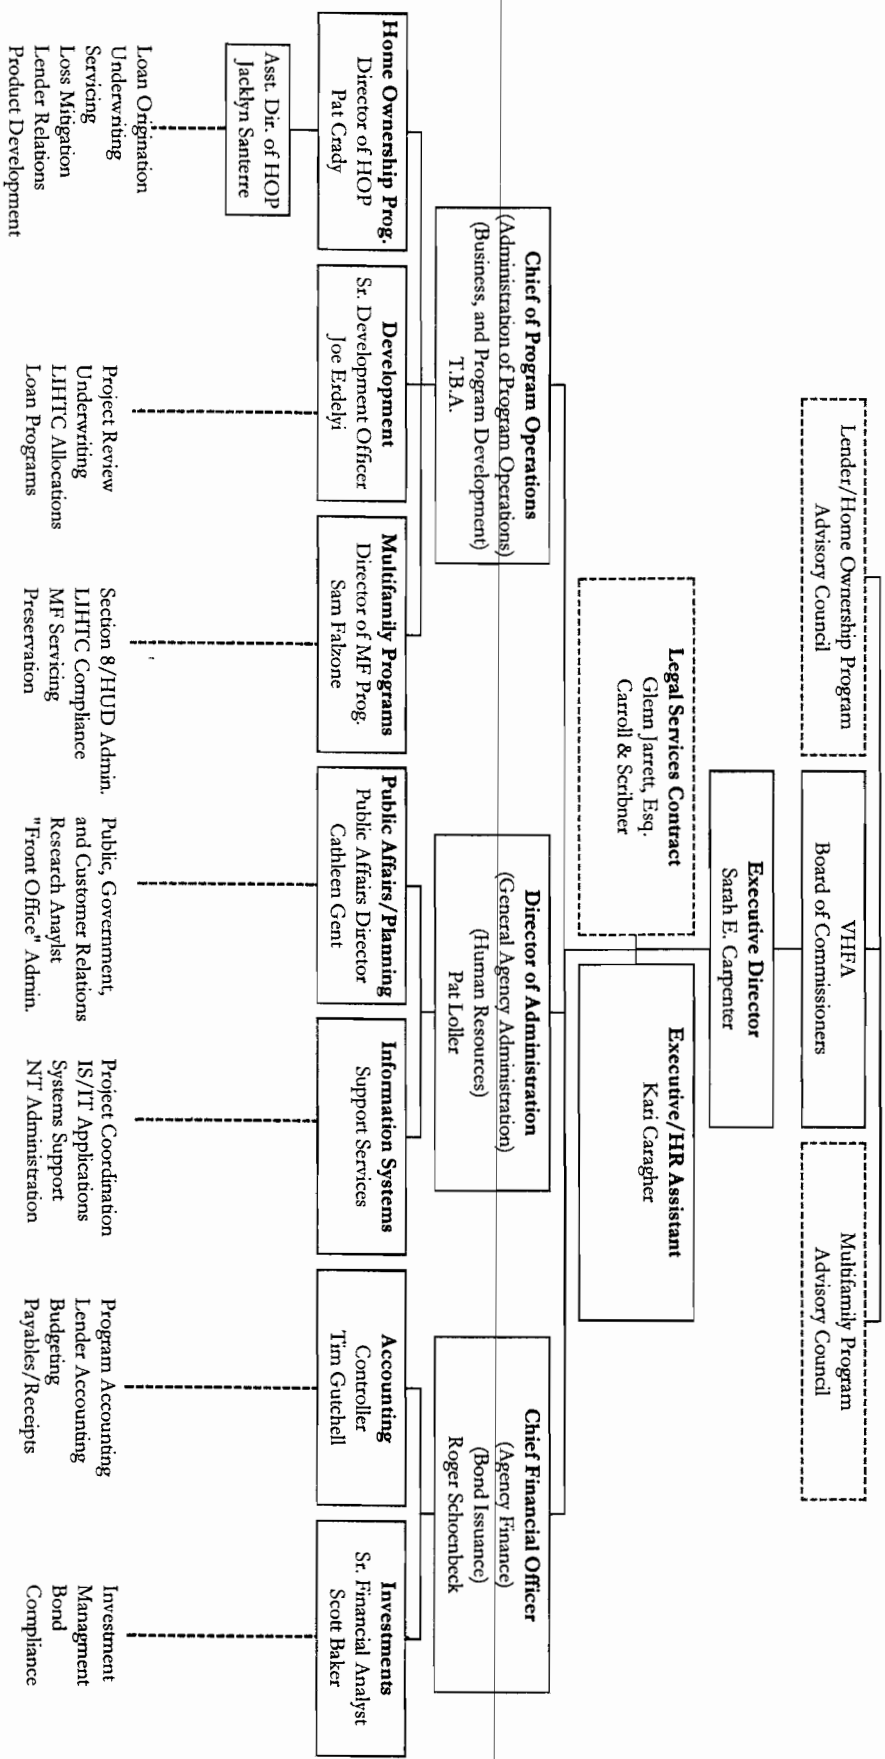 Lender/Home Ownership Program
Advisory Council
VHFA
Board of Commissioners
Multifamily Program
Advisory Council
Executive Director
Sarah E. Carpenter
Legal Services Contract
Glenn Jarrett, Esq.
Carroll & Scribner
Executive/HR Assistant
Kari Caragher
Chief of Program Operations
(Administration of Program Operations)
(Business, and Program Development)
T.B.A.
Director of Administration
(General Agency Administration)
(Human Resources)
Pat Loller
Chief Financial Officer
(Agency Finance)
(Bond Issuance)
Roger Schoenbeck
Home Ownership Prog.
Director of HOP
Pat Crady
Development
Sr. Development Officer
Joe Erdelyi
Multifamily Programs
Director of MF Prog.
Sam Falzone
Public Affairs/Planning
Public Affairs Director
Cathleen Gent
Information Systems
Support Services
Accounting
Controller
Tim Gutchell
Investments
Sr. Financial Analyst
Scott Baker
Asst. Dir. of HOP
Jacklyn Santerre
Loan Origination
Underwriting
Servicing
Loss Mitigation
Lender Relations
Product Development
Project Review
Underwriting
LIHTC Allocations
Loan Programs
Section 8/HUD Admin.
LIHTC Compliance
MF Servicing
Preservation
Public, Government,
and Customer Relations
Research Anaylst
"Front Office" Admin.
Project Coordination
IS/IT Applications
Systems Support
NT Administration
Program Accounting
Lender Accounting
Budgeting
Payables/Receipts
Investment
Managment
Bond
Compliance